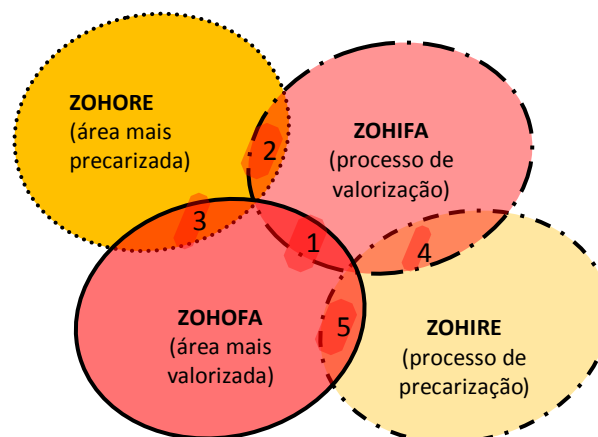 ZOHORE
(área mais
precarizada)
2
ZOHIFA
(processo de
valorização)
3
1
4
ZOHOFA
(área mais
valorizada)
5
ZOHIRE
(processo de
precarização)